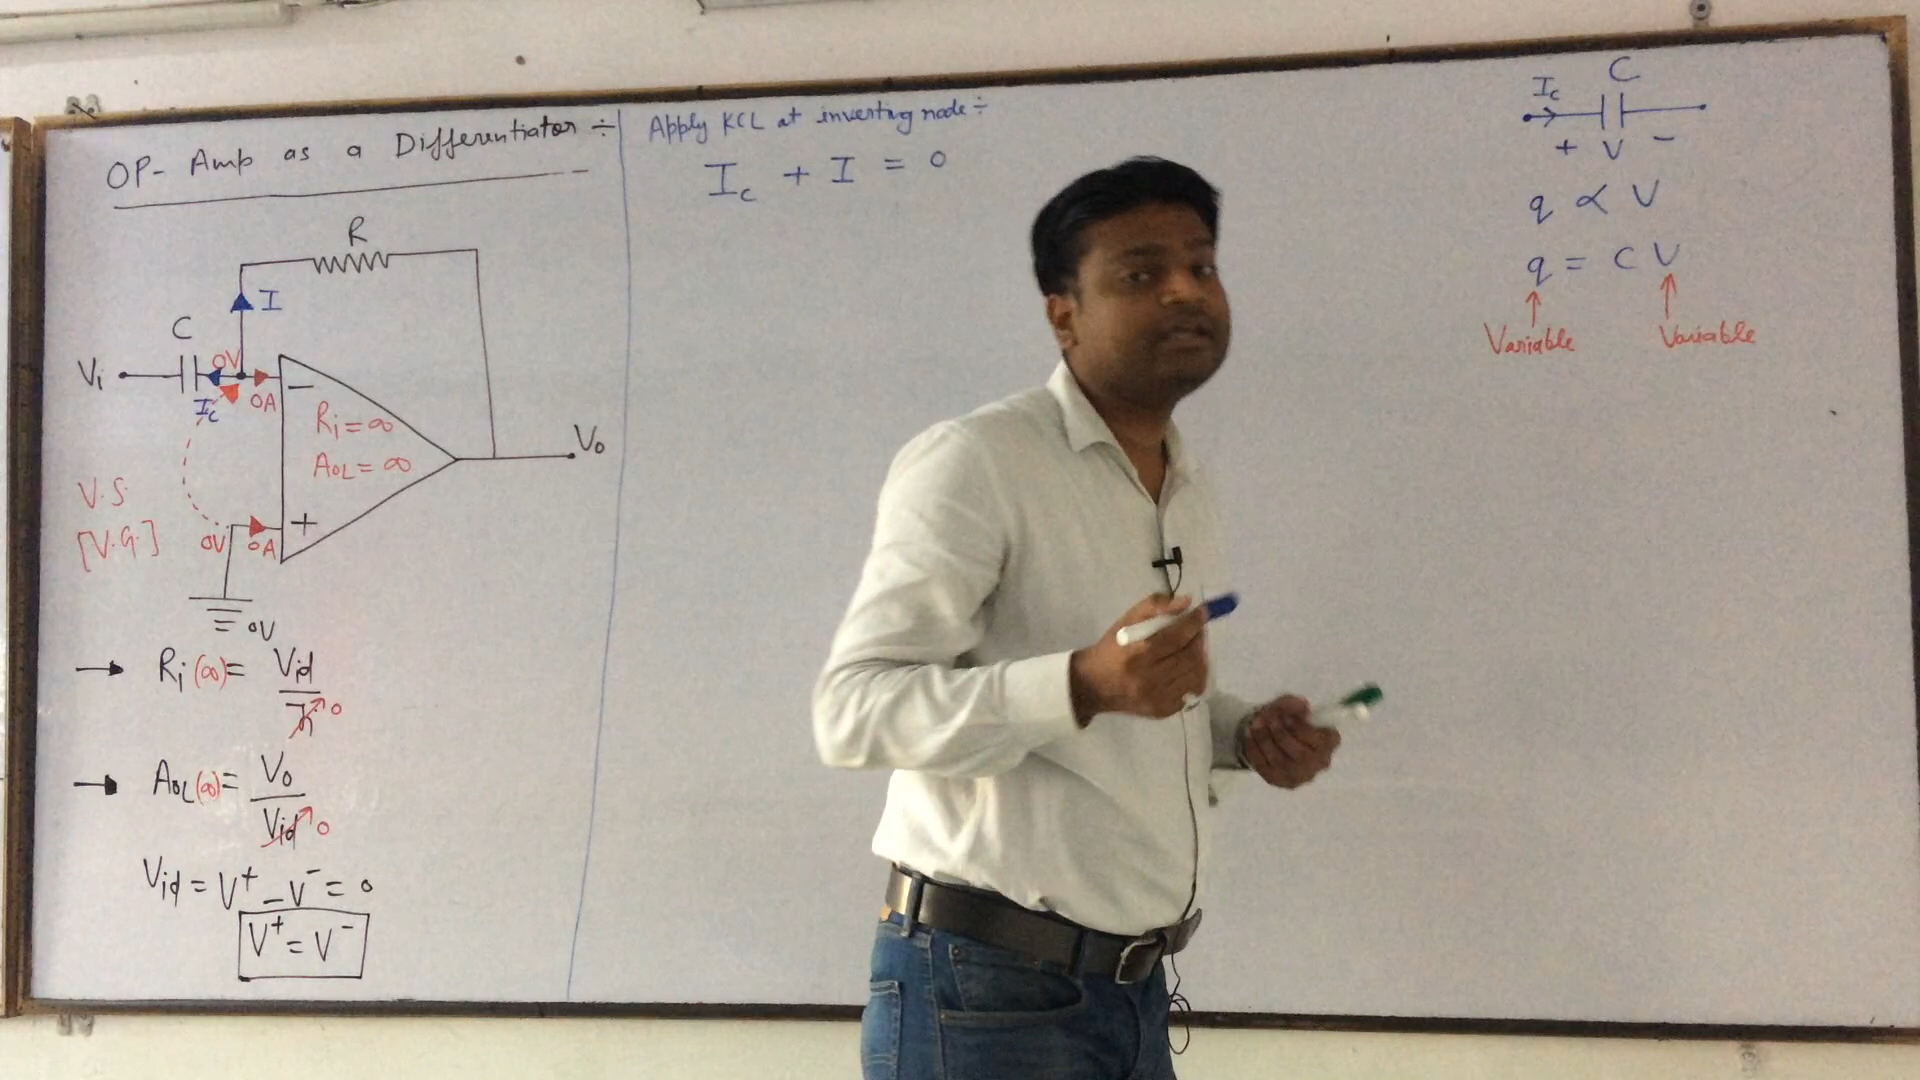 OP-Amp as a Differentiator ÷
R
I
C
Vi
0V
Ic
0A
−
Ri = ∞
AOL = ∞
Vo
V.S.
[V.G.]
0V
0A
+
0V
→ Ri (∞) = Vid / Ii → 0
→ AOL (∞) = Vo / Vid → 0
Vid = V⁺ − V⁻ = 0
V⁺ = V⁻
Apply KCL at inverting node ÷
Ic + I = 0
Ic
C
+ V −
q ∝ V
q = C V
Variable Variable